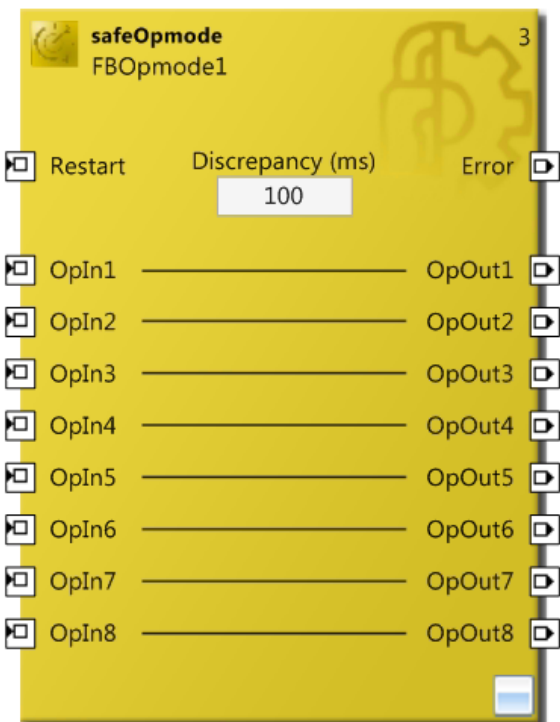 safeOpmode 3
FBOpmode1
Restart Discrepancy (ms) Error
100
OpIn1 OpOut1
OpIn2 OpOut2
OpIn3 OpOut3
OpIn4 OpOut4
OpIn5 OpOut5
OpIn6 OpOut6
OpIn7 OpOut7
OpIn8 OpOut8